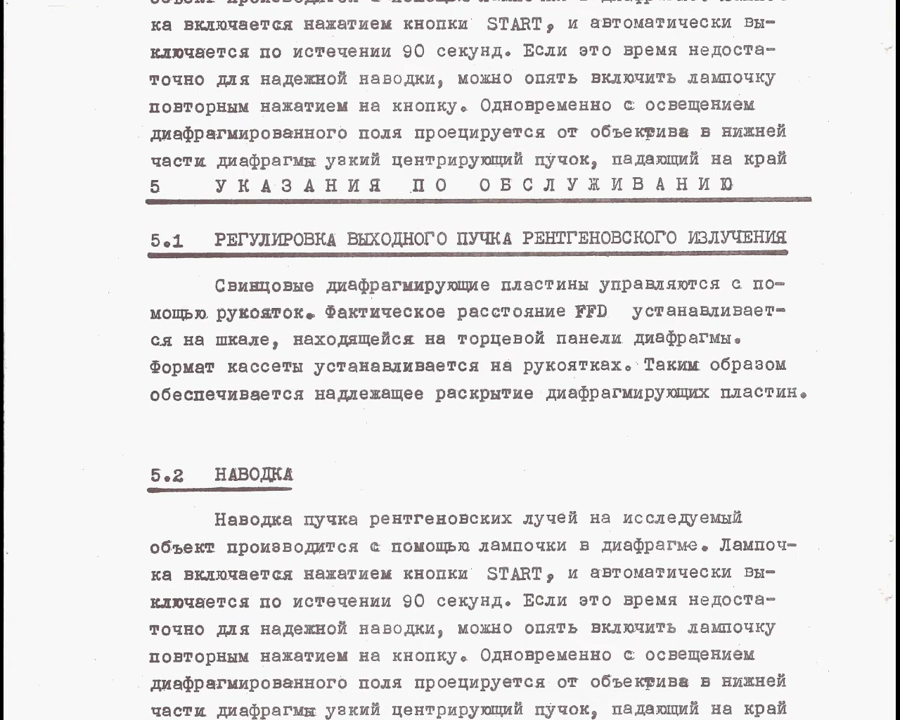 ка включается нажатием кнопки START, и автоматически вы-
ключается по истечении 90 секунд. Если это время недоста-
точно для надежной наводки, можно опять включить лампочку
повторным нажатием на кнопку. Одновременно с освещением
диафрагмированного поля проецируется от объектива в нижней
части диафрагмы узкий центрирующий пучок, падающий на край
5 УКАЗАНИЯ ПО ОБСЛУЖИВАНИЮ
5.1 РЕГУЛИРОВКА ВЫХОДНОГО ПУЧКА РЕНТГЕНОВСКОГО ИЗЛУЧЕНИЯ
Свинцовые диафрагмирующие пластины управляются с по-
мощью рукояток. Фактическое расстояние FFD устанавливает-
ся на шкале, находящейся на торцевой панели диафрагмы.
Формат кассеты устанавливается на рукоятках. Таким образом
обеспечивается надлежащее раскрытие диафрагмирующих пластин.
5.2 НАВОДКА
Наводка пучка рентгеновских лучей на исследуемый
объект производится с помощью лампочки в диафрагме. Лампоч-
ка включается нажатием кнопки START, и автоматически вы-
ключается по истечении 90 секунд. Если это время недоста-
точно для надежной наводки, можно опять включить лампочку
повторным нажатием на кнопку. Одновременно с освещением
диафрагмированного поля проецируется от объектива в нижней
части диафрагмы узкий центрирующий пучок, падающий на край